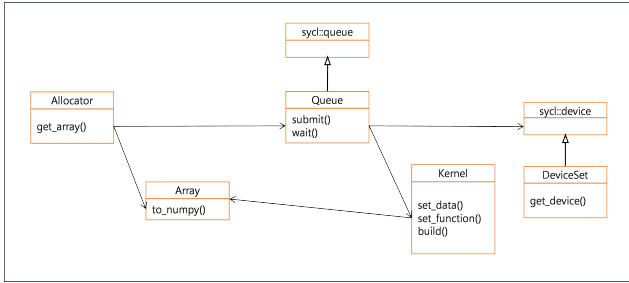 sycl::queue
Allocator
get_array()
Queue
submit()
wait()
sycl::device
Array
to_numpy()
Kernel
set_data()
set_function()
build()
DeviceSet
get_device()